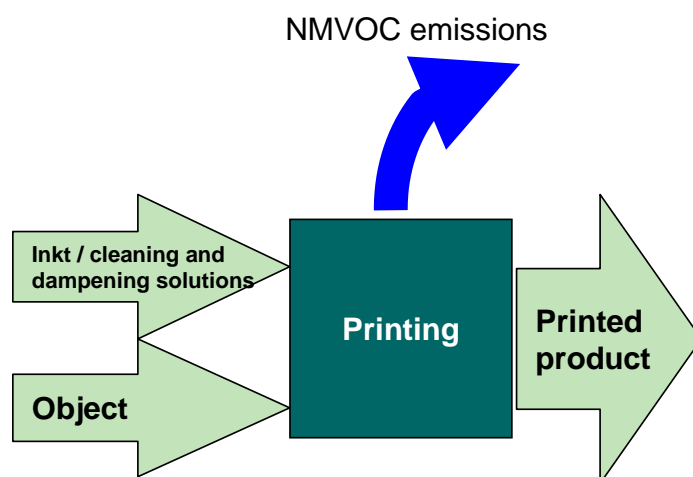 NMVOC emissions
Inkt / cleaning and
dampening solutions
Printing
Printed
product
Object